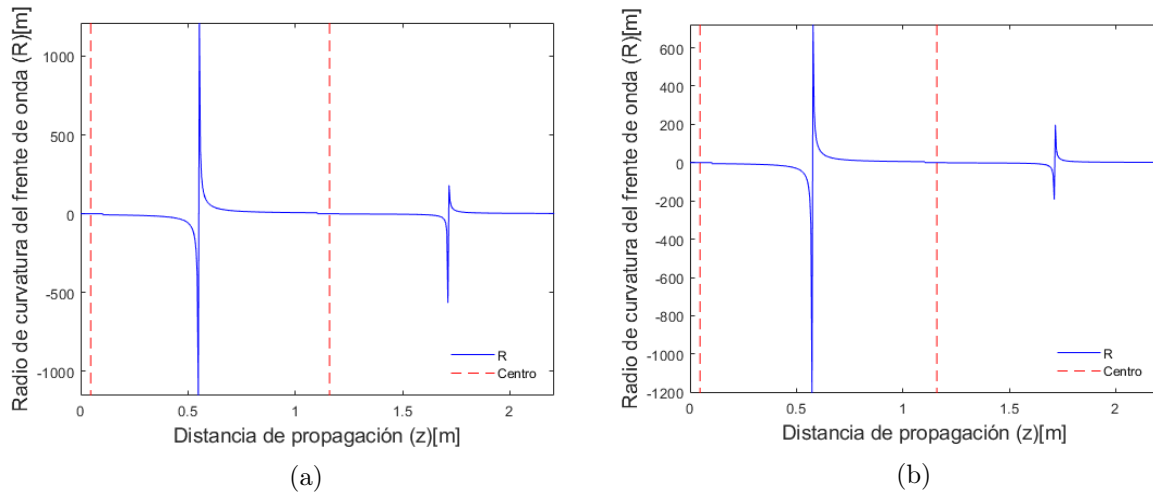 Radio de curvatura del frente de onda (R)[m]
1000
500
0
-500
-1000
0
0.5
1
1.5
2
R
Centro
Distancia de propagación (z)[m]
(a)
Radio de curvatura del frente de onda (R)[m]
600
400
200
0
-200
-400
-600
-800
-1000
-1200
0
0.5
1
1.5
2
R
Centro
Distancia de propagación (z)[m]
(b)